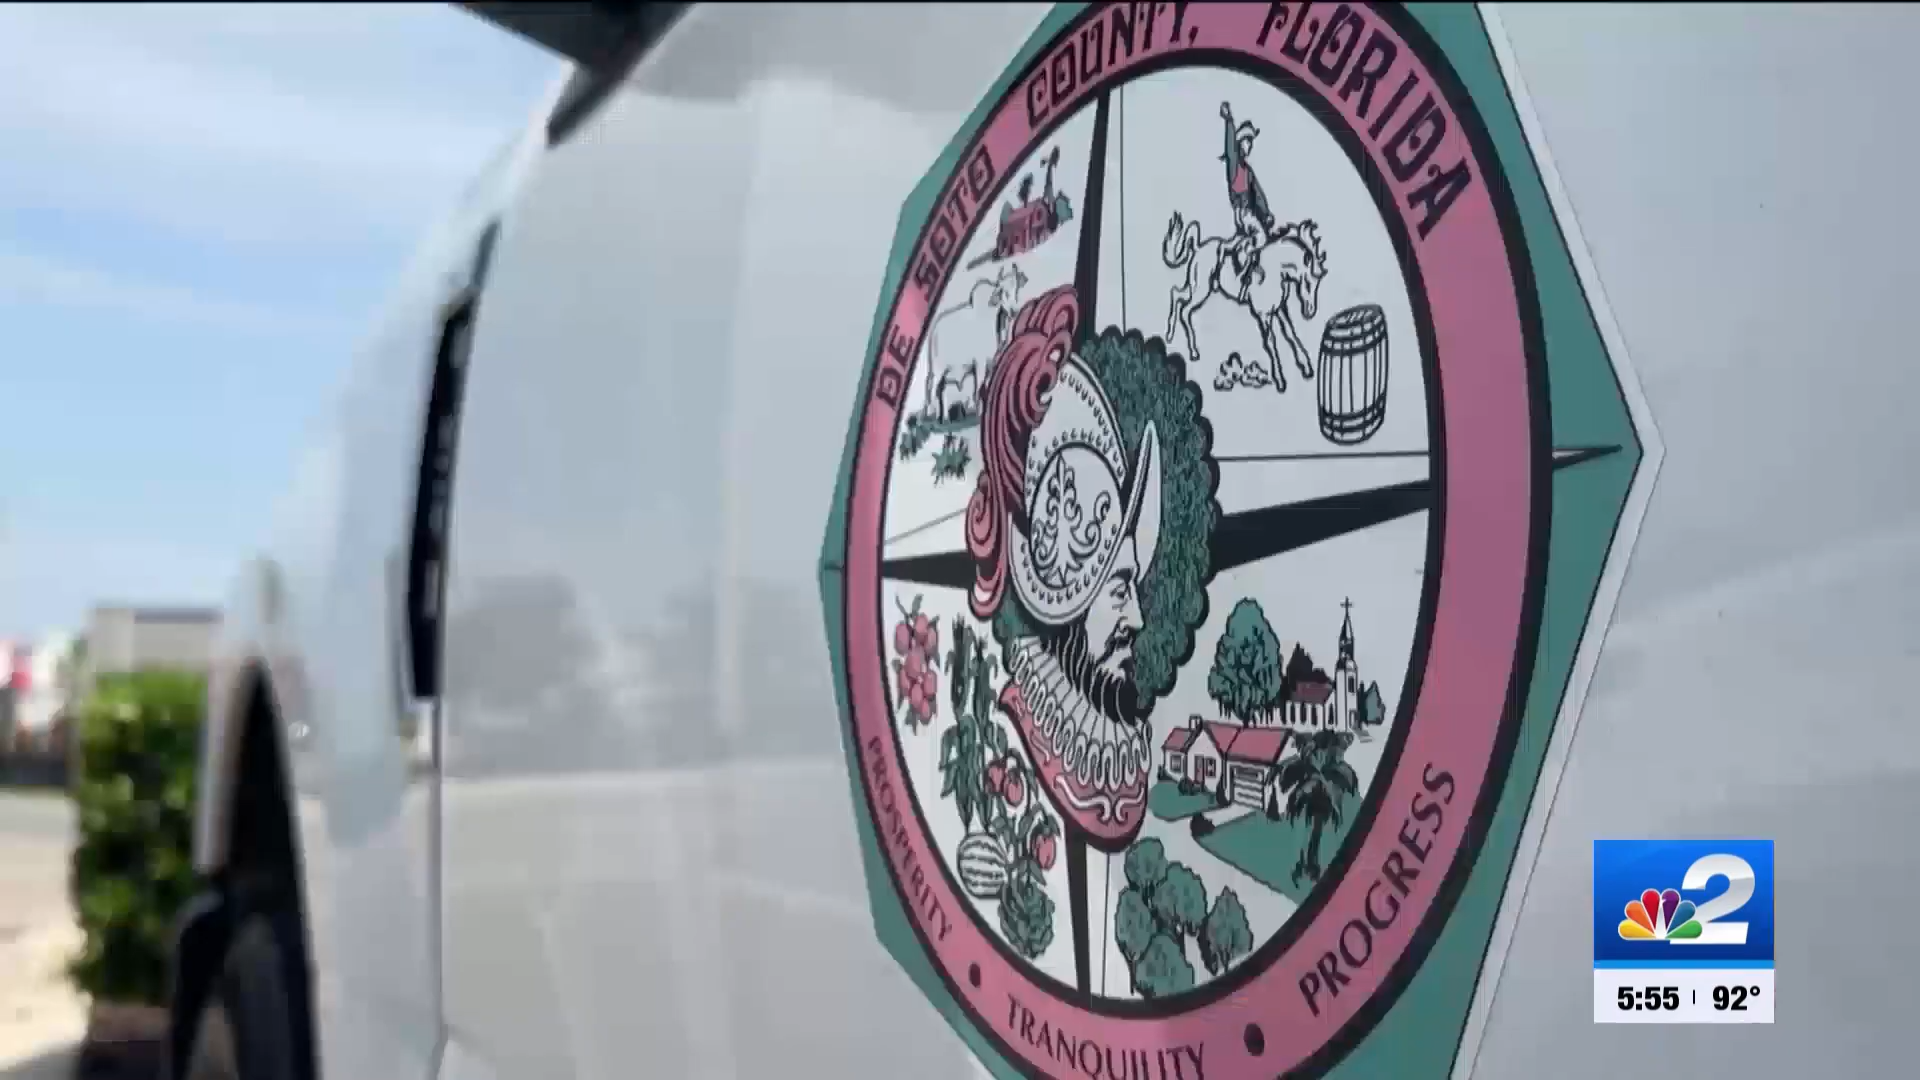 DE SOTO COUNTY, FLORIDA
PROSPERITY • TRANQUILITY • PROGRESS
2
5:55 | 92°